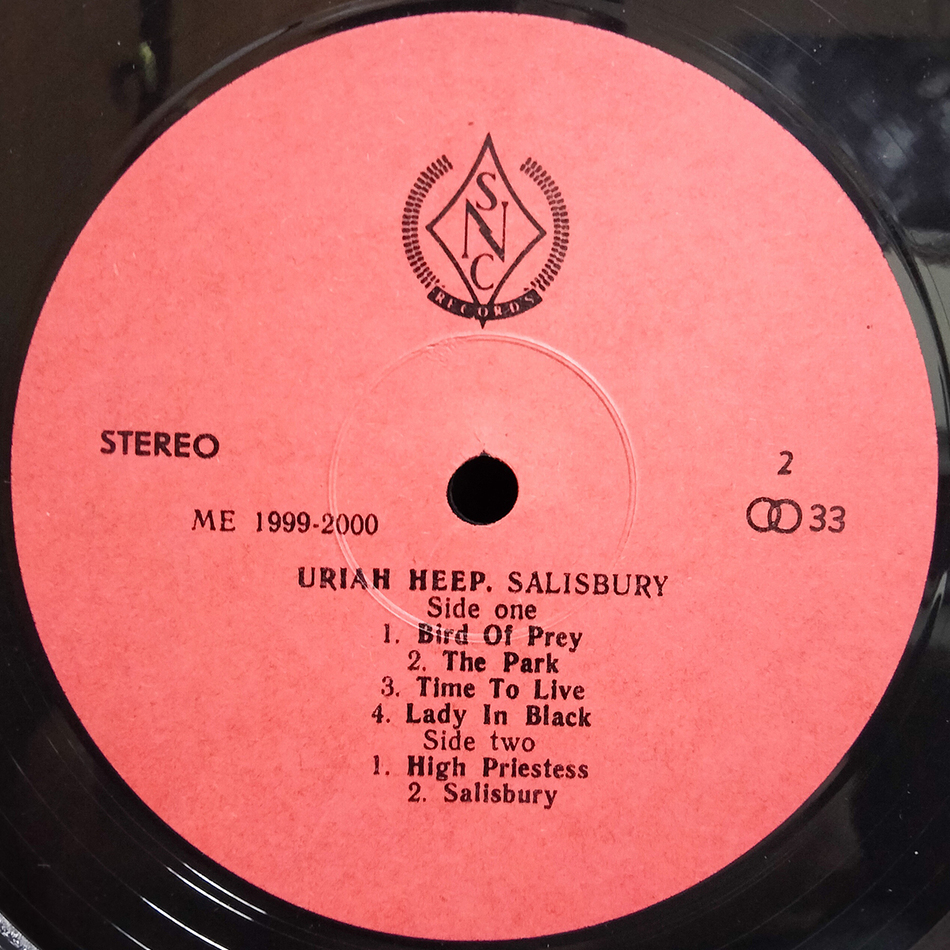 S
N
C
RECORDS
STEREO
2
33
ME 1999-2000
URIAH HEEP. SALISBURY
Side one
1. Bird Of Prey
2. The Park
3. Time To Live
4. Lady In Black
Side two
1. High Priestess
2. Salisbury